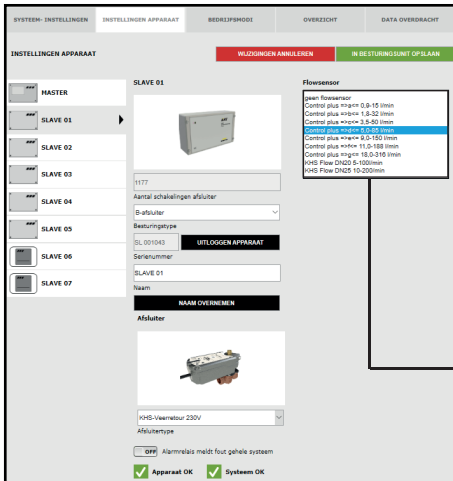 SYSTEEM- INSTELLINGEN
INSTELLINGEN APPARAAT
BEDRIJFSMODI
OVERZICHT
DATA OVERDRACHT
INSTELLINGEN APPARAAT
WIJZIGINGEN ANNULEREN
IN BESTURINGSUNIT OPSLAAN
MASTER
SLAVE 01
SLAVE 02
SLAVE 03
SLAVE 04
SLAVE 05
SLAVE 06
SLAVE 07
SLAVE 01
1177
Aantal schakelingen afsluiter
B-afsluiter
Besturingstype
SL 001043
UITLOGGEN APPARAAT
Serienummer
SLAVE 01
Naam
NAAM OVERNEMEN
Afsluiter
KHS-Veerretour 230V
Afsluitertype
OFF
Alarmrelais meldt fout gehele systeem
Apparaat OK
Systeem OK
Flowsensor
geen flowsensor
Control plus =>a<= 0,9-15 l/min
Control plus =>b<= 1,8-32 l/min
Control plus =>c<= 3,5-50 l/min
Control plus =>d<= 5,0-85 l/min
Control plus =>e<= 9,0-150 l/min
Control plus =>f<= 11,0-188 l/min
Control plus =>g<= 18,0-316 l/min
KHS Flow DN20 5-100l/min
KHS Flow DN25 10-200l/min